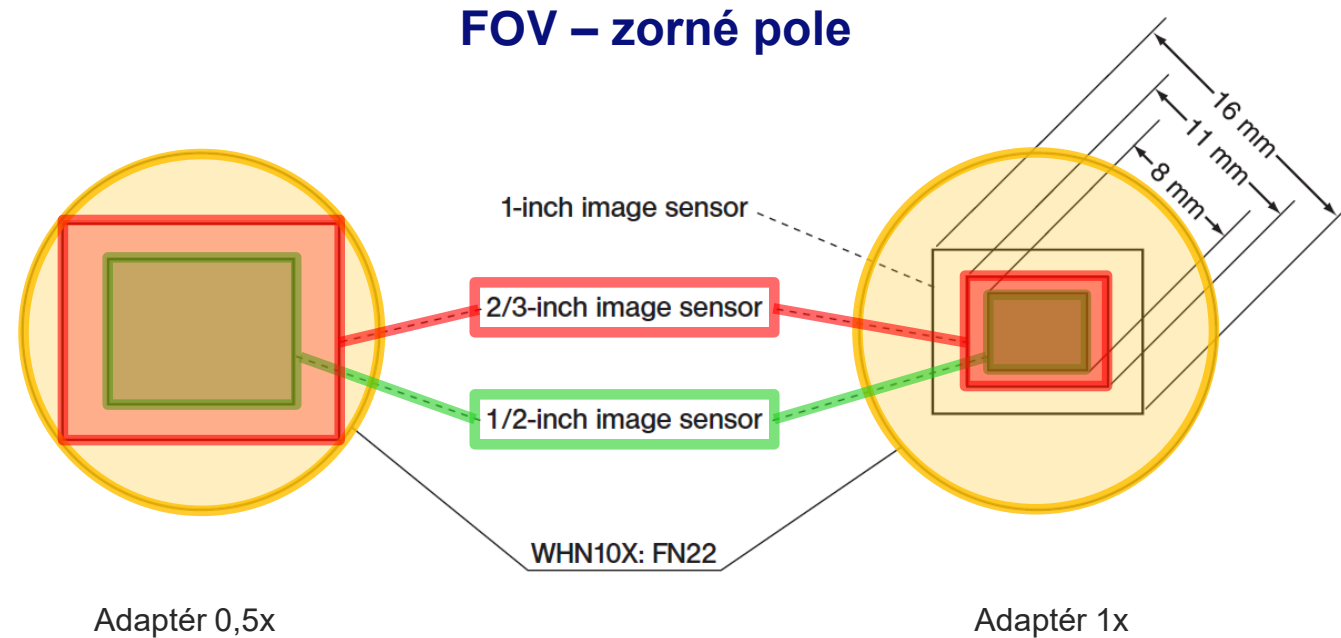 FOV – zorné pole
16 mm
11 mm
8 mm
1-inch image sensor
2/3-inch image sensor
1/2-inch image sensor
WHN10X: FN22
Adaptér 0,5x
Adaptér 1x